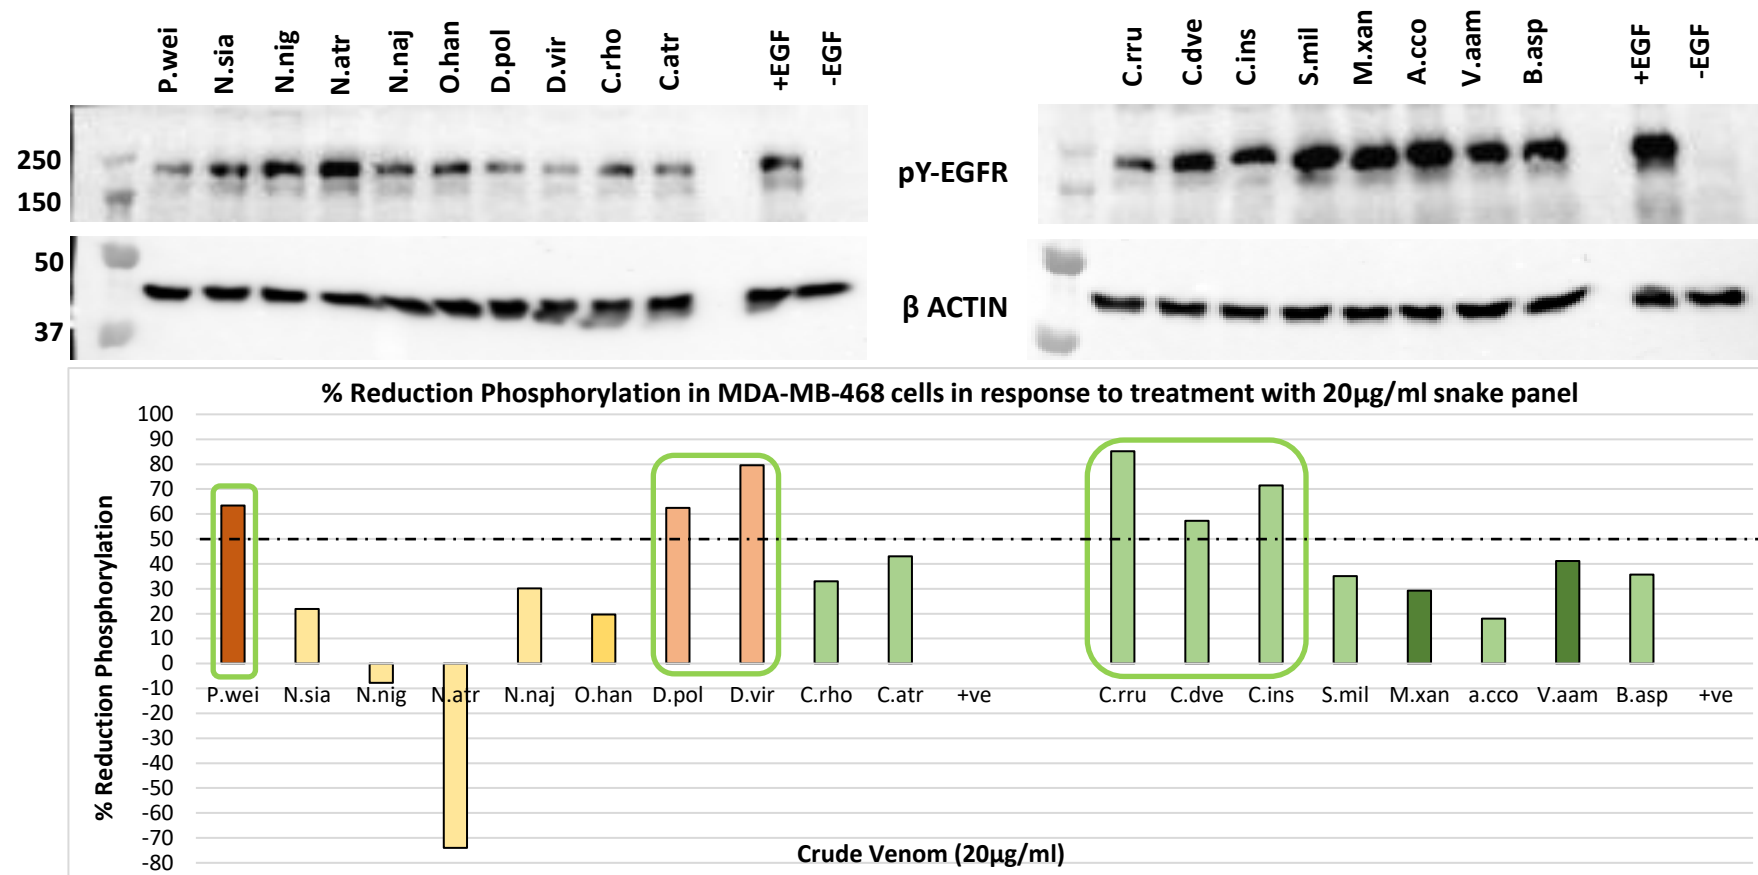 P.wei N.sia N.nig N.atr N.naj O.han D.pol D.vir C.rho C.atr +EGF -EGF
C.rru C.dve C.ins S.mil M.xan A.cco V.aam B.asp +EGF -EGF
250
150
pY-EGFR
50
37
β ACTIN
% Reduction Phosphorylation in MDA-MB-468 cells in response to treatment with 20µg/ml snake panel
% Reduction Phosphorylation
100
90
80
70
60
50
40
30
20
10
0
-10
-20
-30
-40
-50
-60
-70
-80
P.wei N.sia N.nig N.atr N.naj O.han D.pol D.vir C.rho C.atr +ve C.rru C.dve C.ins S.mil M.xan a.cco V.aam B.asp +ve
Crude Venom (20µg/ml)